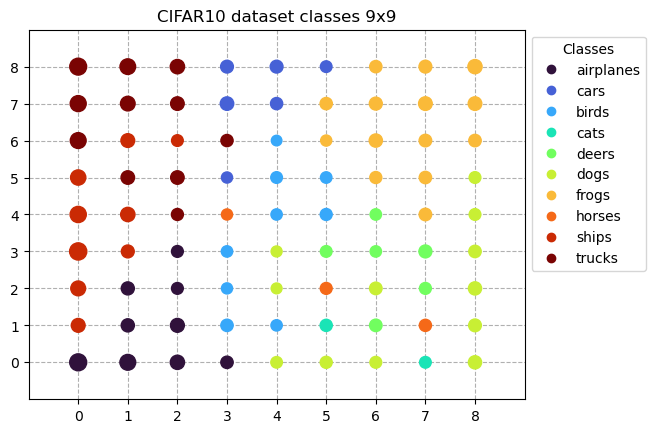 CIFAR10 dataset classes 9x9
8
7
6
5
4
3
2
1
0
0 1 2 3 4 5 6 7 8
Classes
airplanes
cars
birds
cats
deers
dogs
frogs
horses
ships
trucks